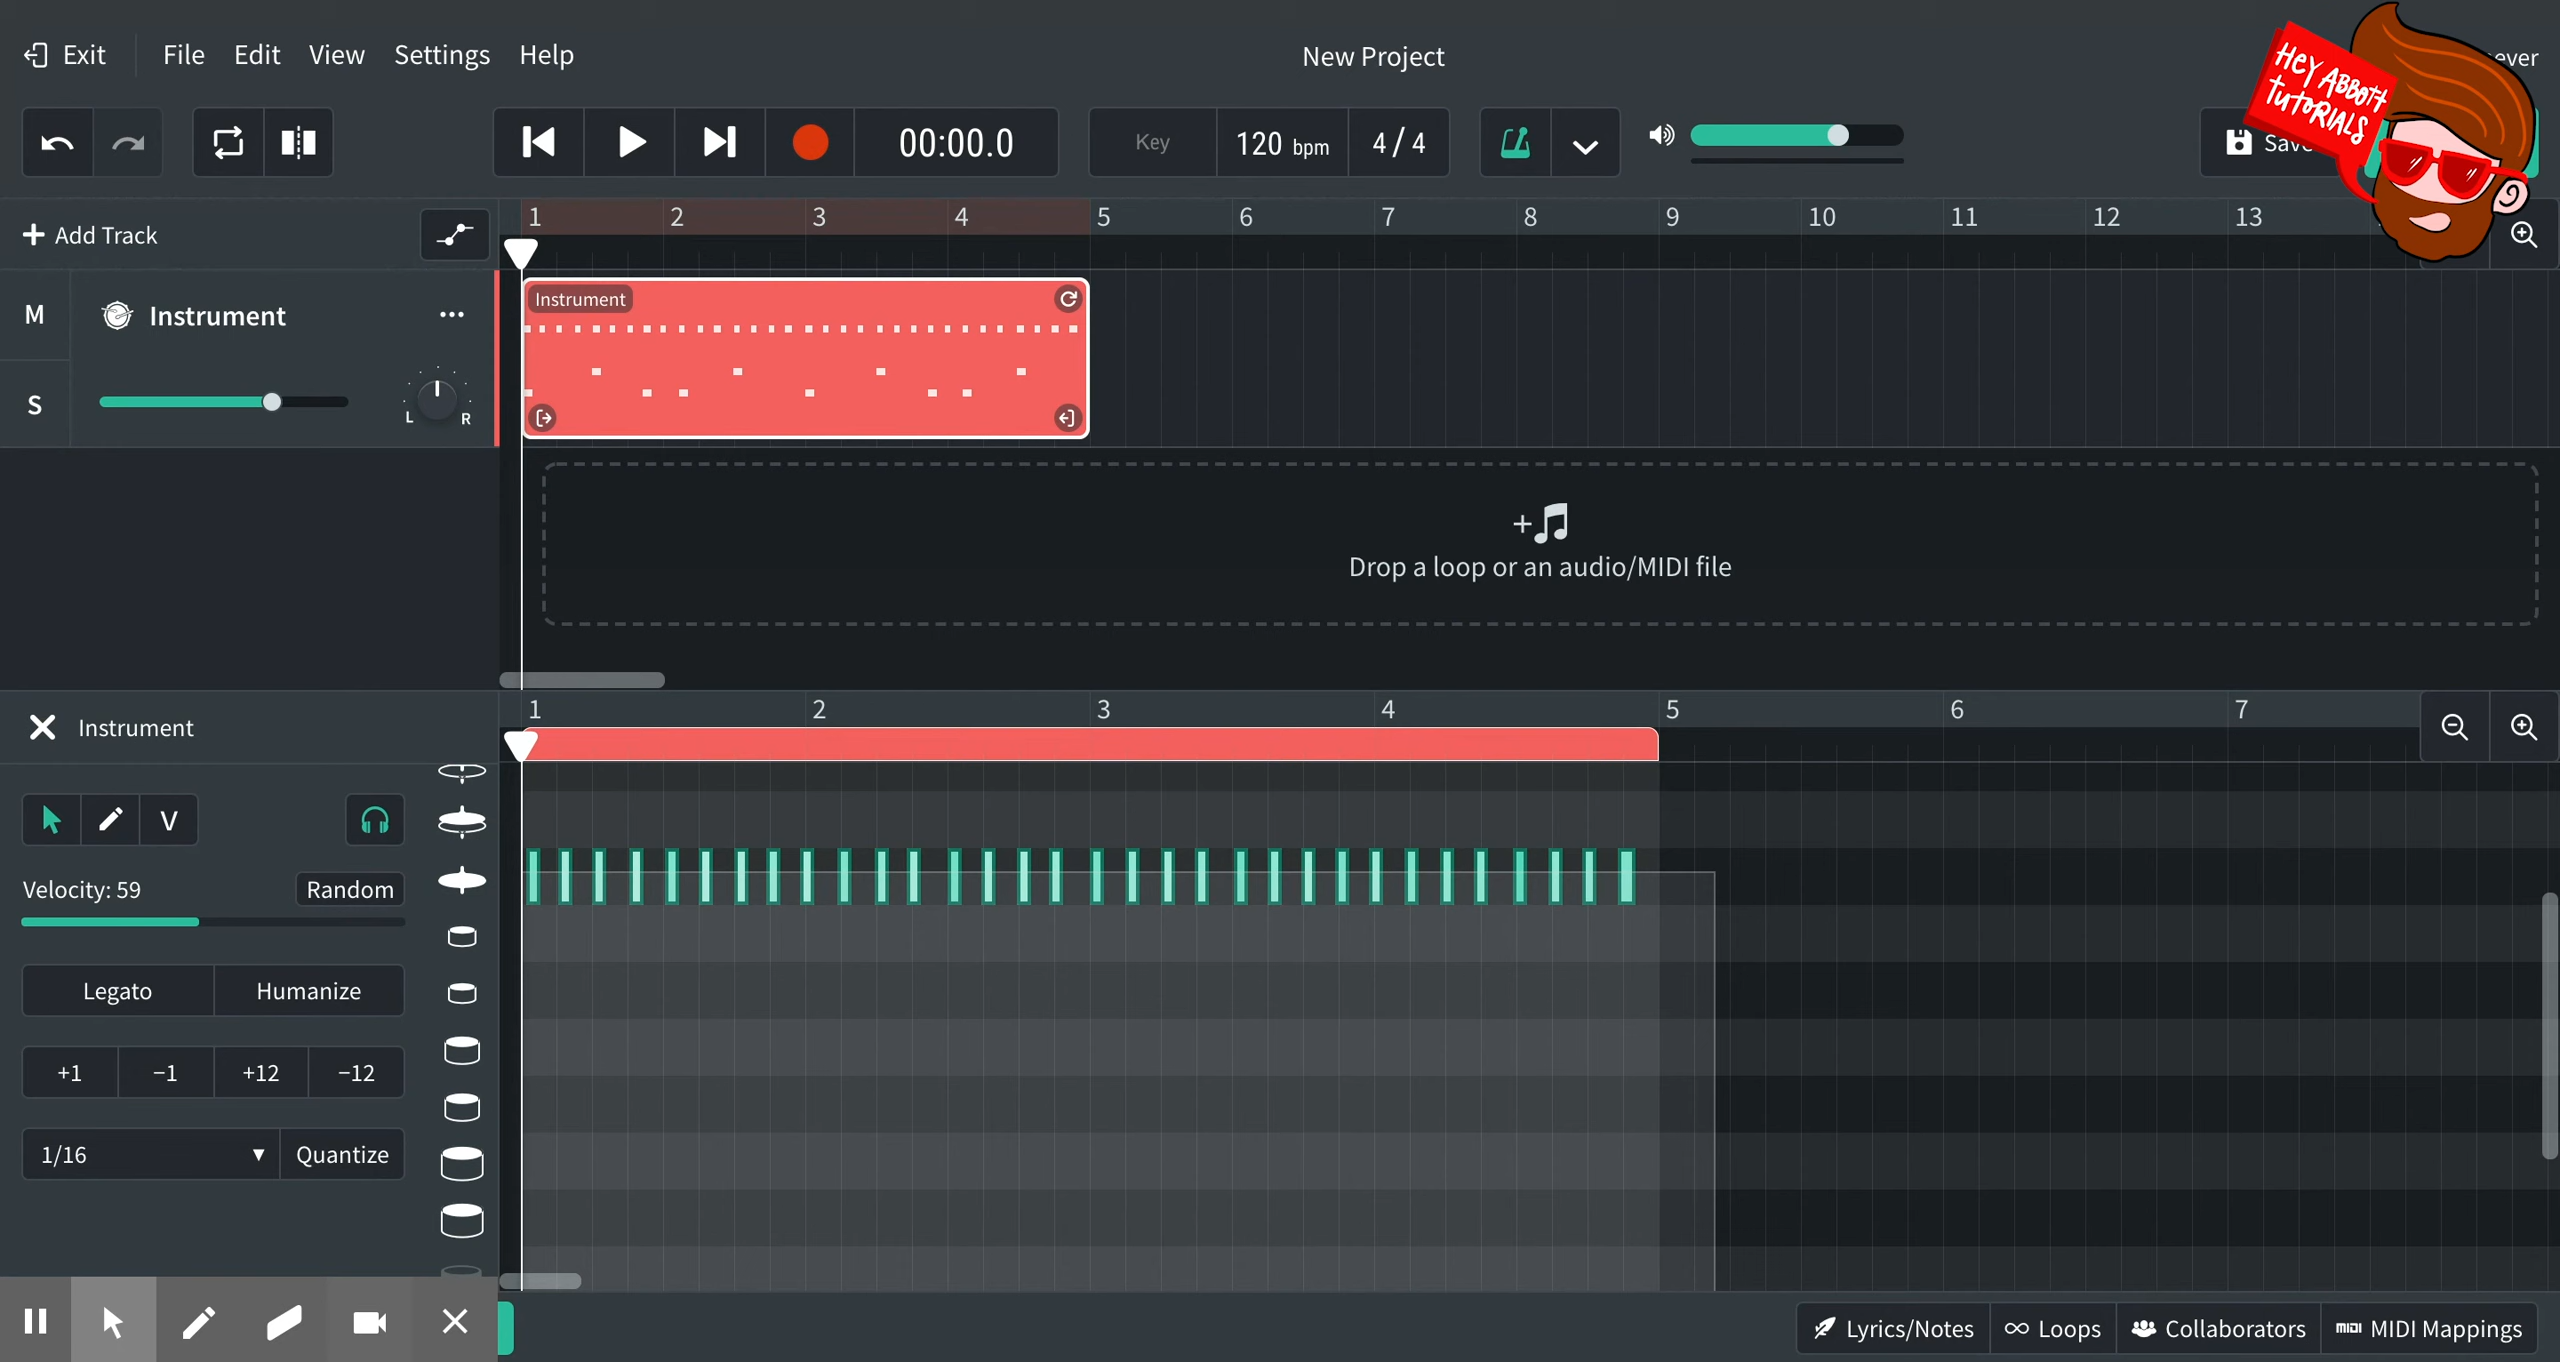 Exit File Edit View Settings Help
New Project
ever
HEY ABBOTT
TUTORIALS
00:00.0
Key
120 bpm
4 / 4
Save
+ Add Track
1 2 3 4 5 6 7 8 9 10 11 12 13
M
Instrument
...
Instrument
S
L R
+
Drop a loop or an audio/MIDI file
Instrument
1 2 3 4 5 6 7
V
Velocity: 59
Random
Legato
Humanize
+1 −1 +12 −12
1/16
Quantize
Lyrics/Notes
Loops
Collaborators
MIDI MIDI Mappings